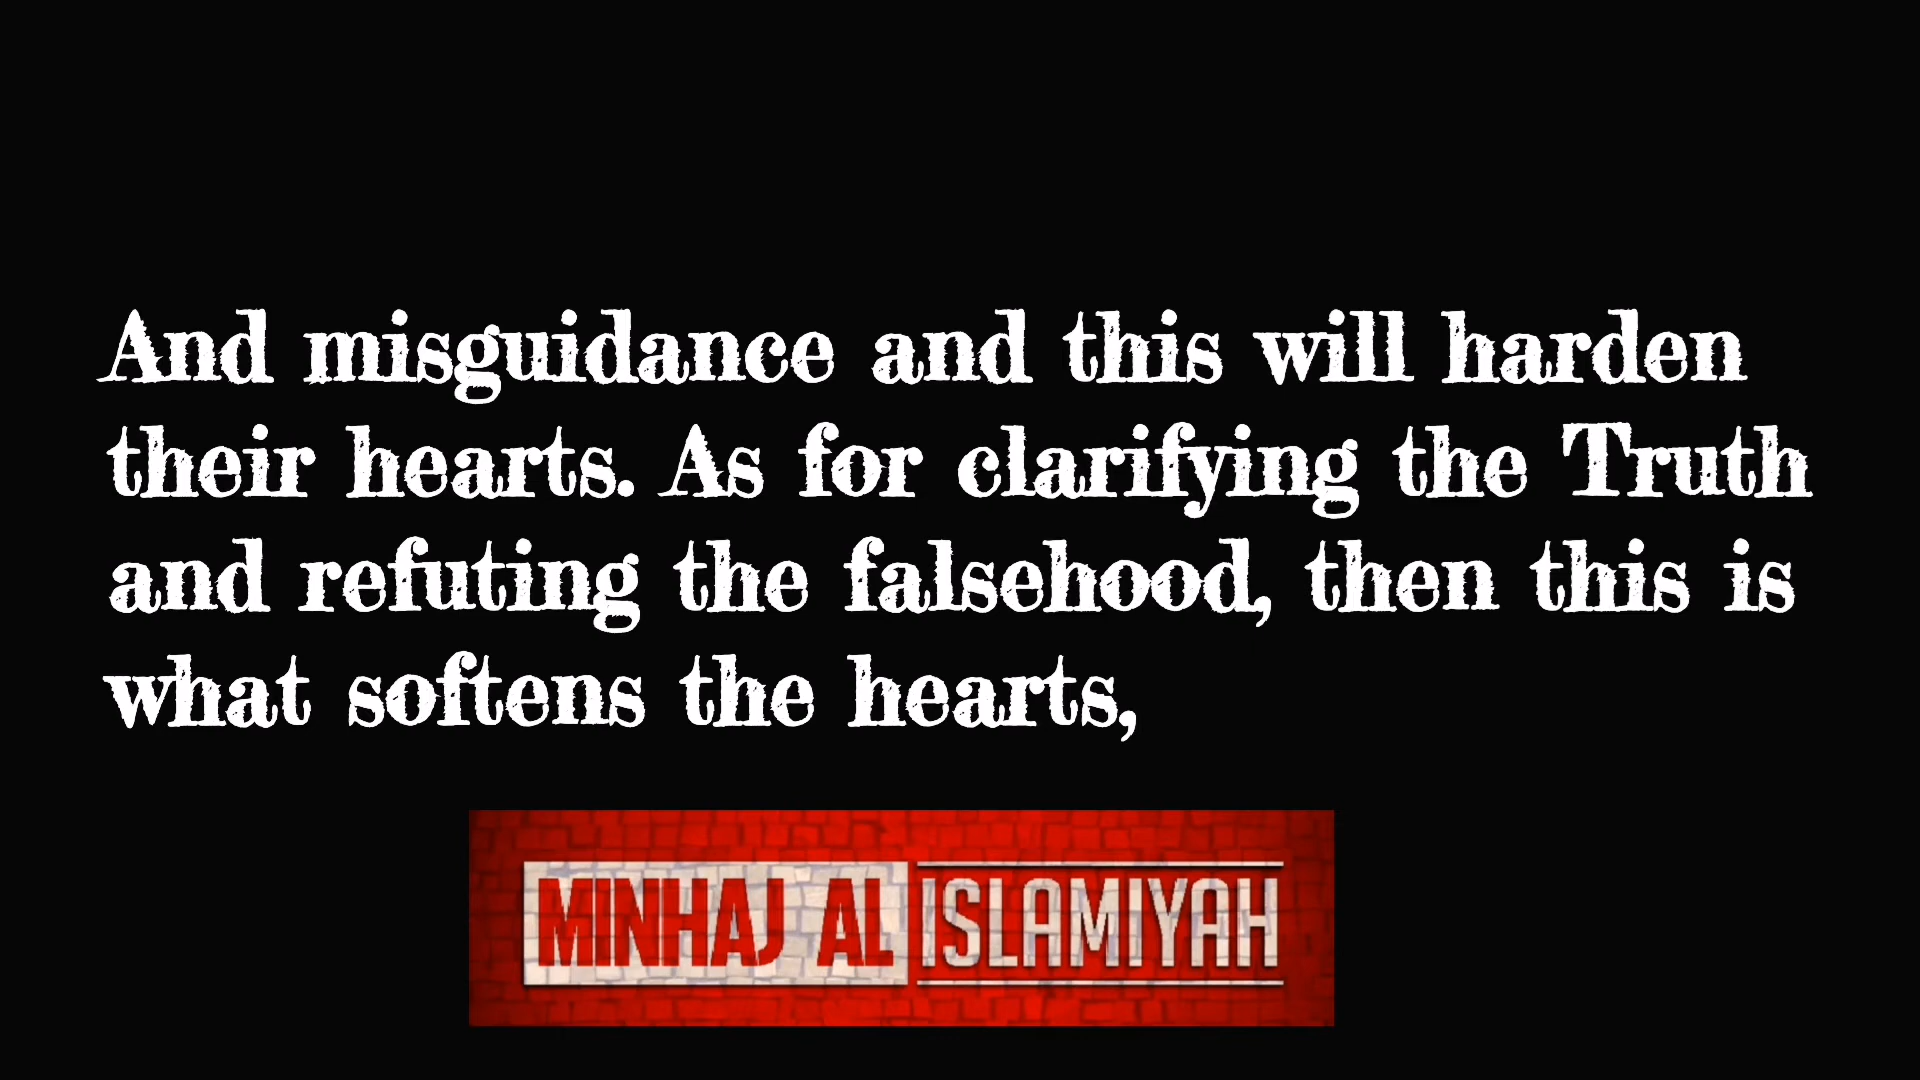 And misguidance and this will harden
their hearts. As for clarifying the Truth
and refuting the falsehood, then this is
what softens the hearts,
MINHAJ AL ISLAMIYAH